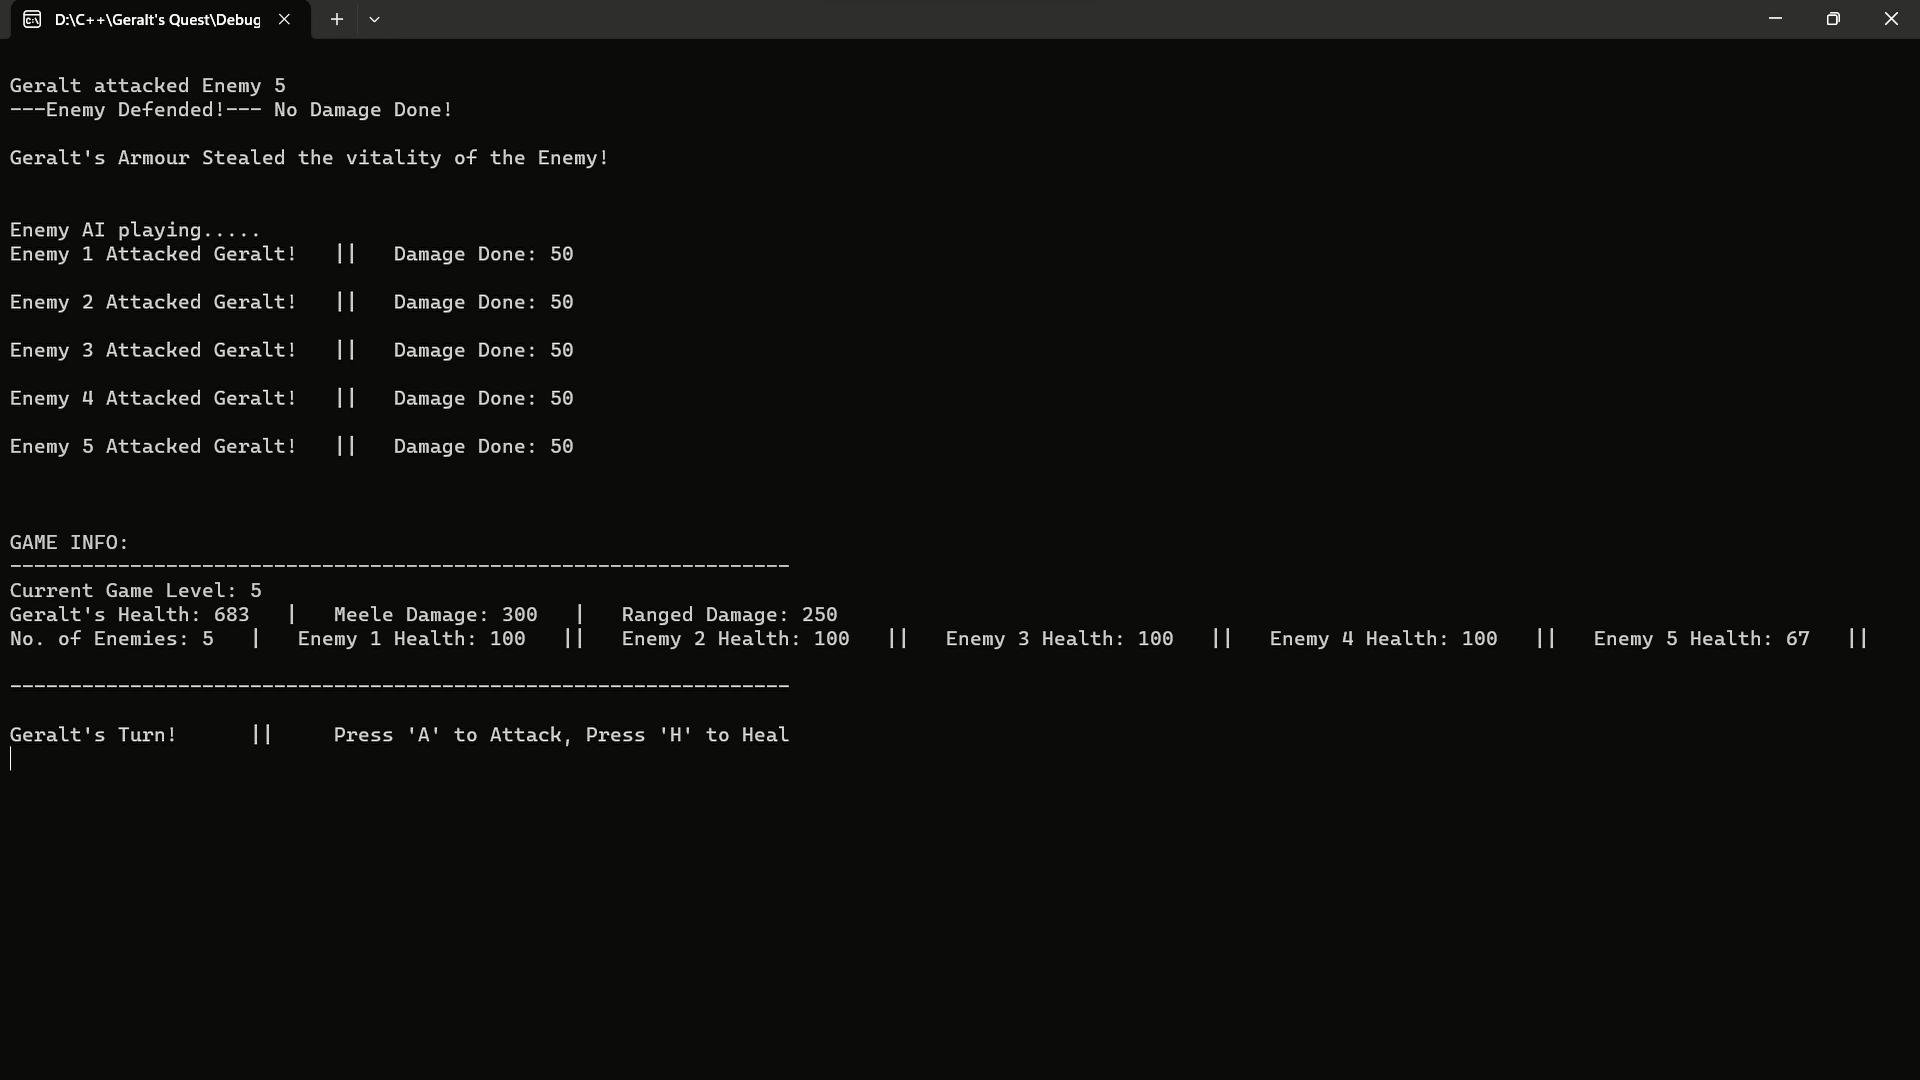 D:\C++\Geralt's Quest\Debug
Geralt attacked Enemy 5
---Enemy Defended!--- No Damage Done!
Geralt's Armour Stealed the vitality of the Enemy!
Enemy AI playing.....
Enemy 1 Attacked Geralt!   ||   Damage Done: 50
Enemy 2 Attacked Geralt!   ||   Damage Done: 50
Enemy 3 Attacked Geralt!   ||   Damage Done: 50
Enemy 4 Attacked Geralt!   ||   Damage Done: 50
Enemy 5 Attacked Geralt!   ||   Damage Done: 50
GAME INFO:
-----------------------------------------------------------------
Current Game Level: 5
Geralt's Health: 683   |   Meele Damage: 300   |   Ranged Damage: 250
No. of Enemies: 5   |   Enemy 1 Health: 100   ||   Enemy 2 Health: 100   ||   Enemy 3 Health: 100   ||   Enemy 4 Health: 100   ||   Enemy 5 Health: 67   ||
-----------------------------------------------------------------
Geralt's Turn!      ||     Press 'A' to Attack, Press 'H' to Heal